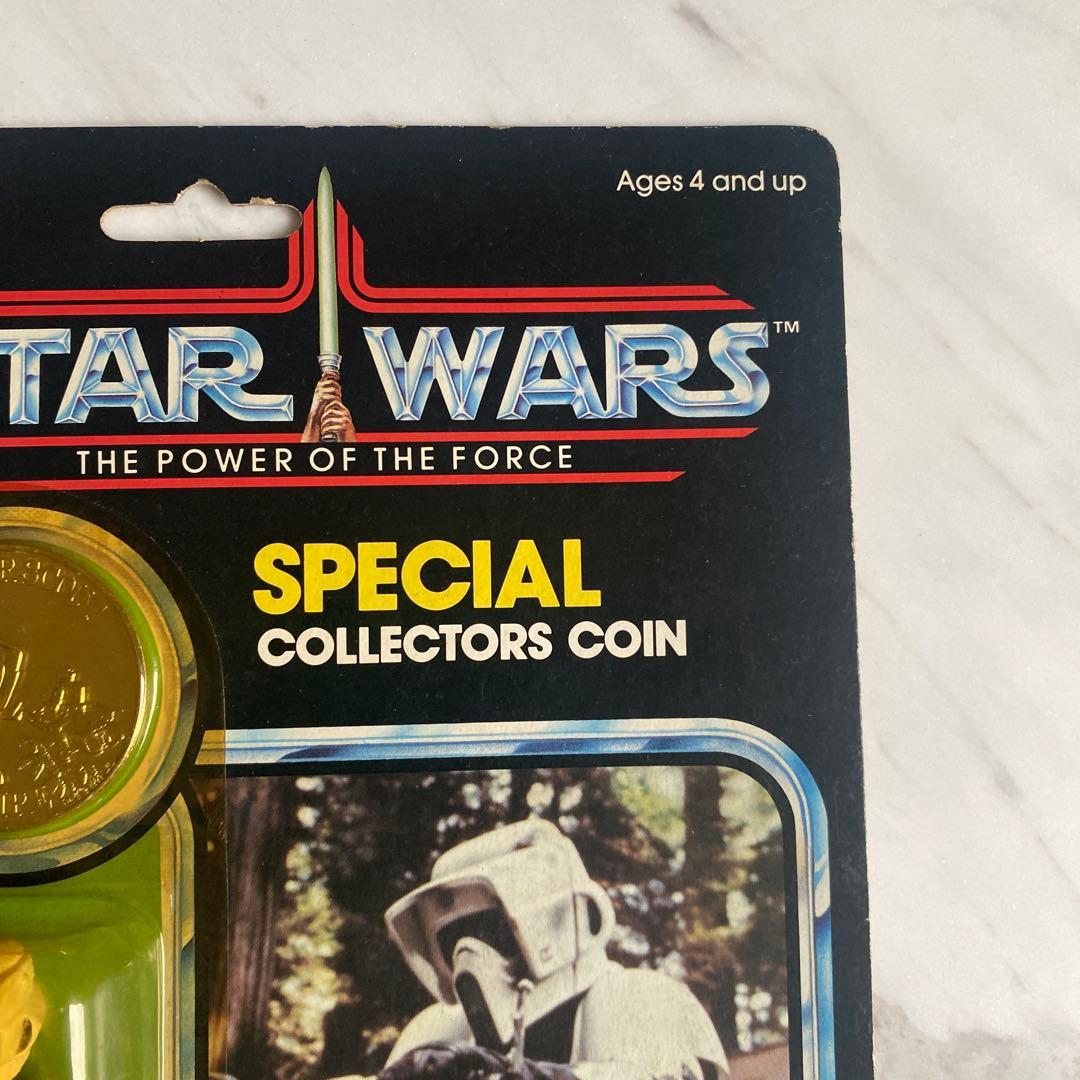 Ages 4 and up
STAR WARS™
THE POWER OF THE FORCE
SPECIAL
COLLECTORS COIN